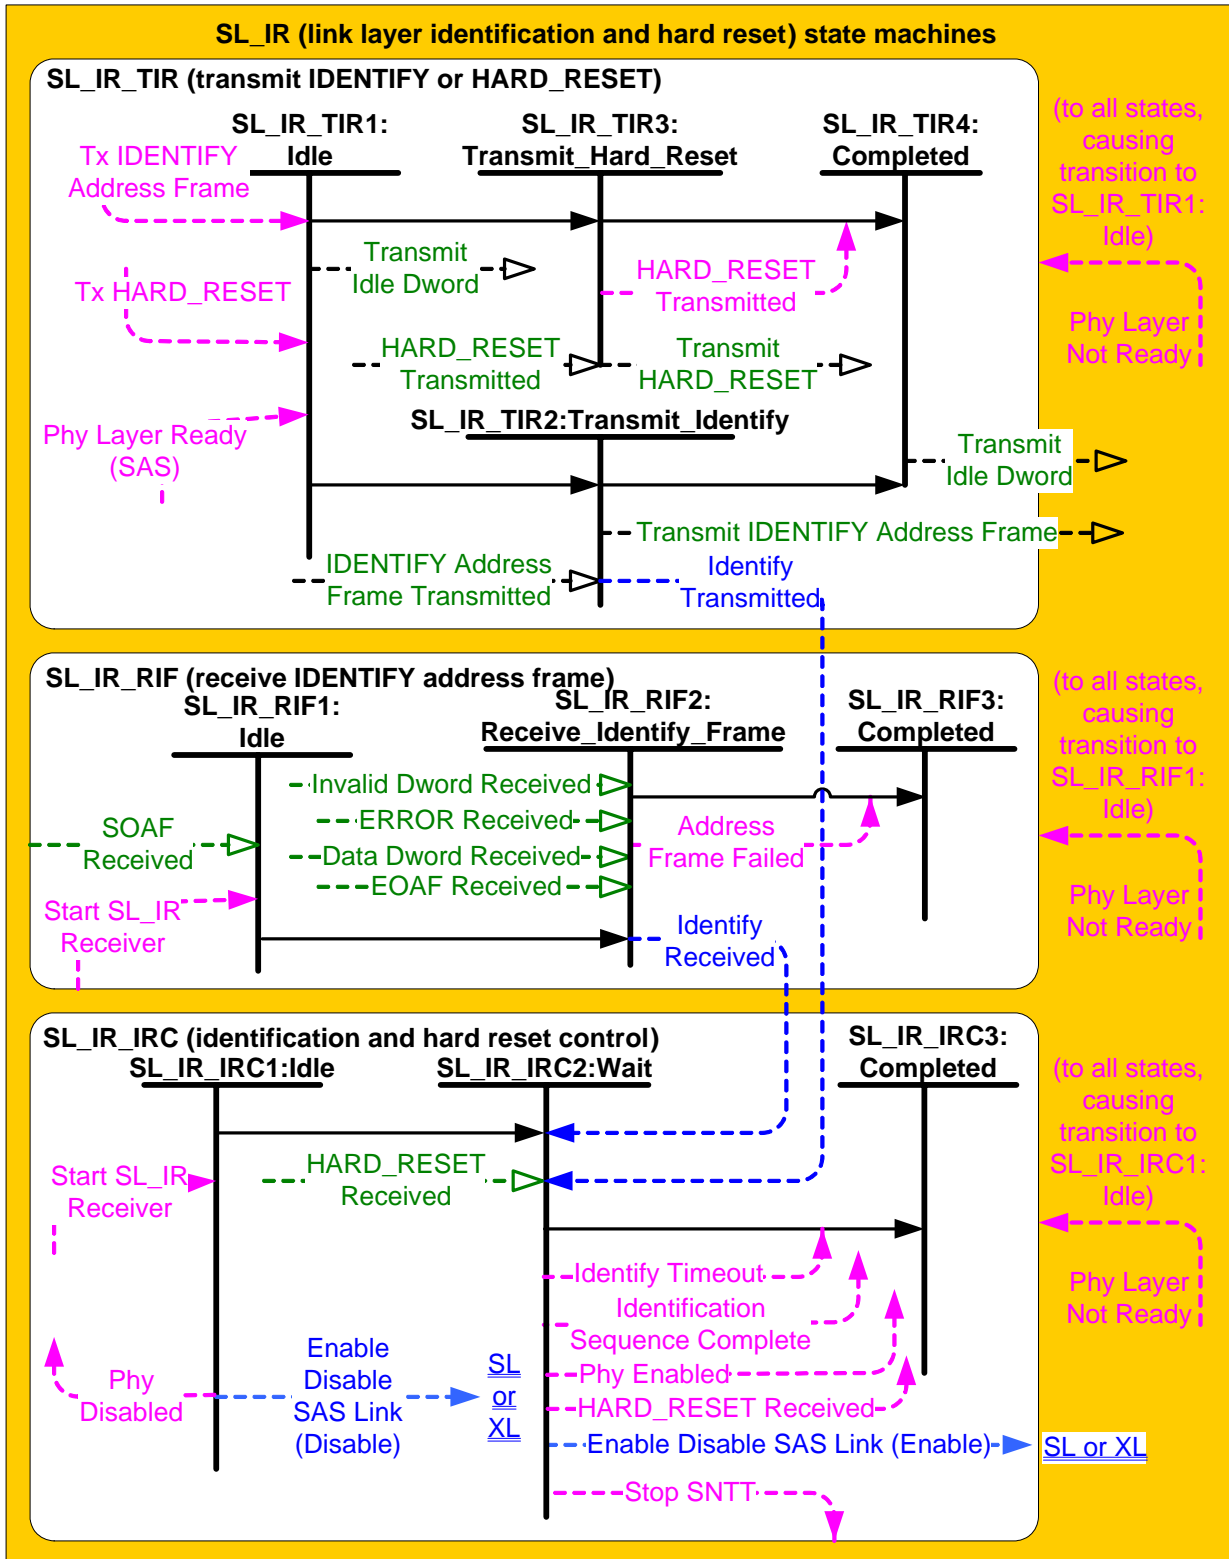 SL_IR (link layer identification and hard reset) state machines
SL_IR_TIR (transmit IDENTIFY or HARD_RESET)
SL_IR_TIR1:
Idle
SL_IR_TIR3:
Transmit_Hard_Reset
SL_IR_TIR4:
Completed
(to all states,
causing
transition to
SL_IR_TIR1:
Idle)
Tx IDENTIFY
Address Frame
Transmit
Idle Dword
HARD_RESET
Transmitted
Tx HARD_RESET
Phy Layer
Not Ready
HARD_RESET
Transmitted
Transmit
HARD_RESET
SL_IR_TIR2:Transmit_Identify
Phy Layer Ready
(SAS)
Transmit
Idle Dword
Transmit IDENTIFY Address Frame
IDENTIFY Address
Frame Transmitted
Identify
Transmitted
SL_IR_RIF (receive IDENTIFY address frame)
SL_IR_RIF1:
Idle
SL_IR_RIF2:
Receive_Identify_Frame
SL_IR_RIF3:
Completed
(to all states,
causing
transition to
SL_IR_RIF1:
Idle)
Invalid Dword Received
ERROR Received
Data Dword Received
EOAF Received
SOAF
Received
Address
Frame Failed
Start SL_IR
Receiver
Identify
Received
Phy Layer
Not Ready
SL_IR_IRC (identification and hard reset control)
SL_IR_IRC1:Idle
SL_IR_IRC2:Wait
SL_IR_IRC3:
Completed
(to all states,
causing
transition to
SL_IR_IRC1:
Idle)
Start SL_IR
Receiver
HARD_RESET
Received
Identify Timeout
Identification
Sequence Complete
Phy Layer
Not Ready
Phy
Disabled
Enable
Disable
SAS Link
(Disable)
SL
or
XL
Phy Enabled
HARD_RESET Received
Enable Disable SAS Link (Enable)
SL or XL
Stop SNTT